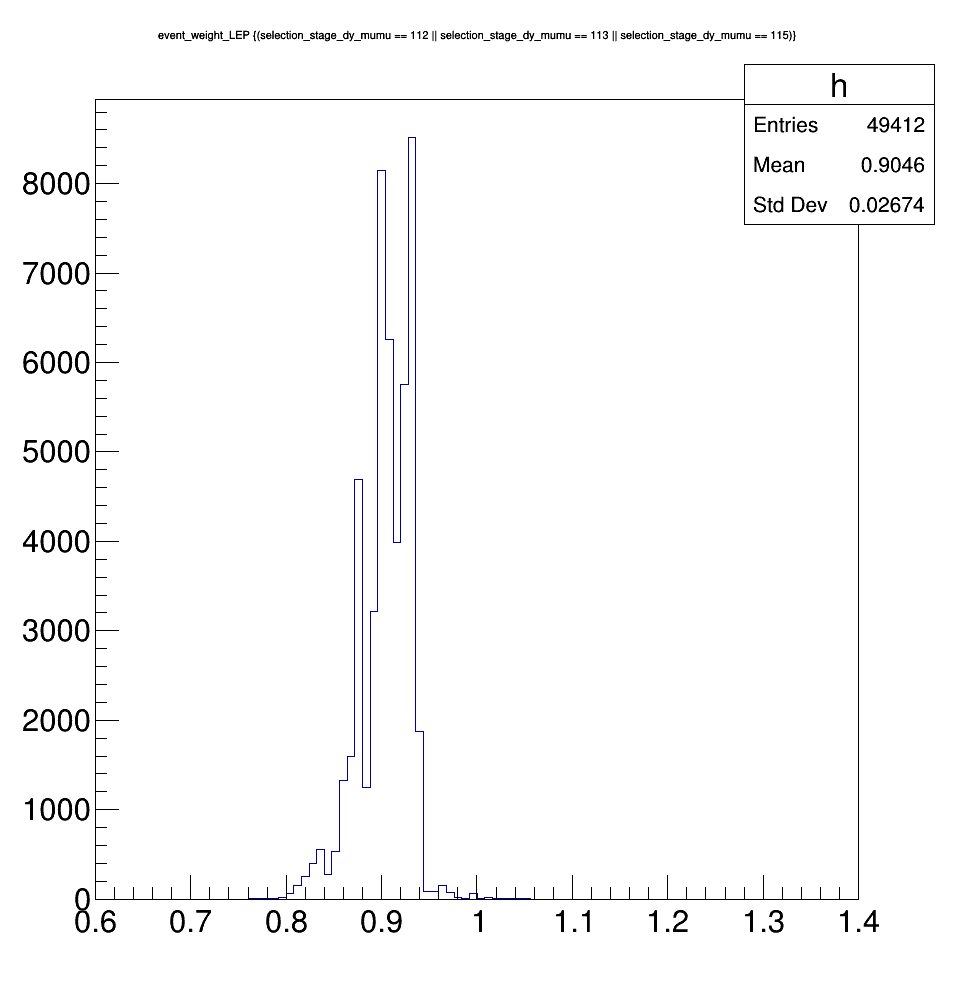 event_weight_LEP {(selection_stage_dy_mumu == 112 || selection_stage_dy_mumu == 113 || selection_stage_dy_mumu == 115)}
h
Entries 49412
Mean 0.9046
Std Dev 0.02674
8000
7000
6000
5000
4000
3000
2000
1000
0
0.6 0.7 0.8 0.9 1 1.1 1.2 1.3 1.4